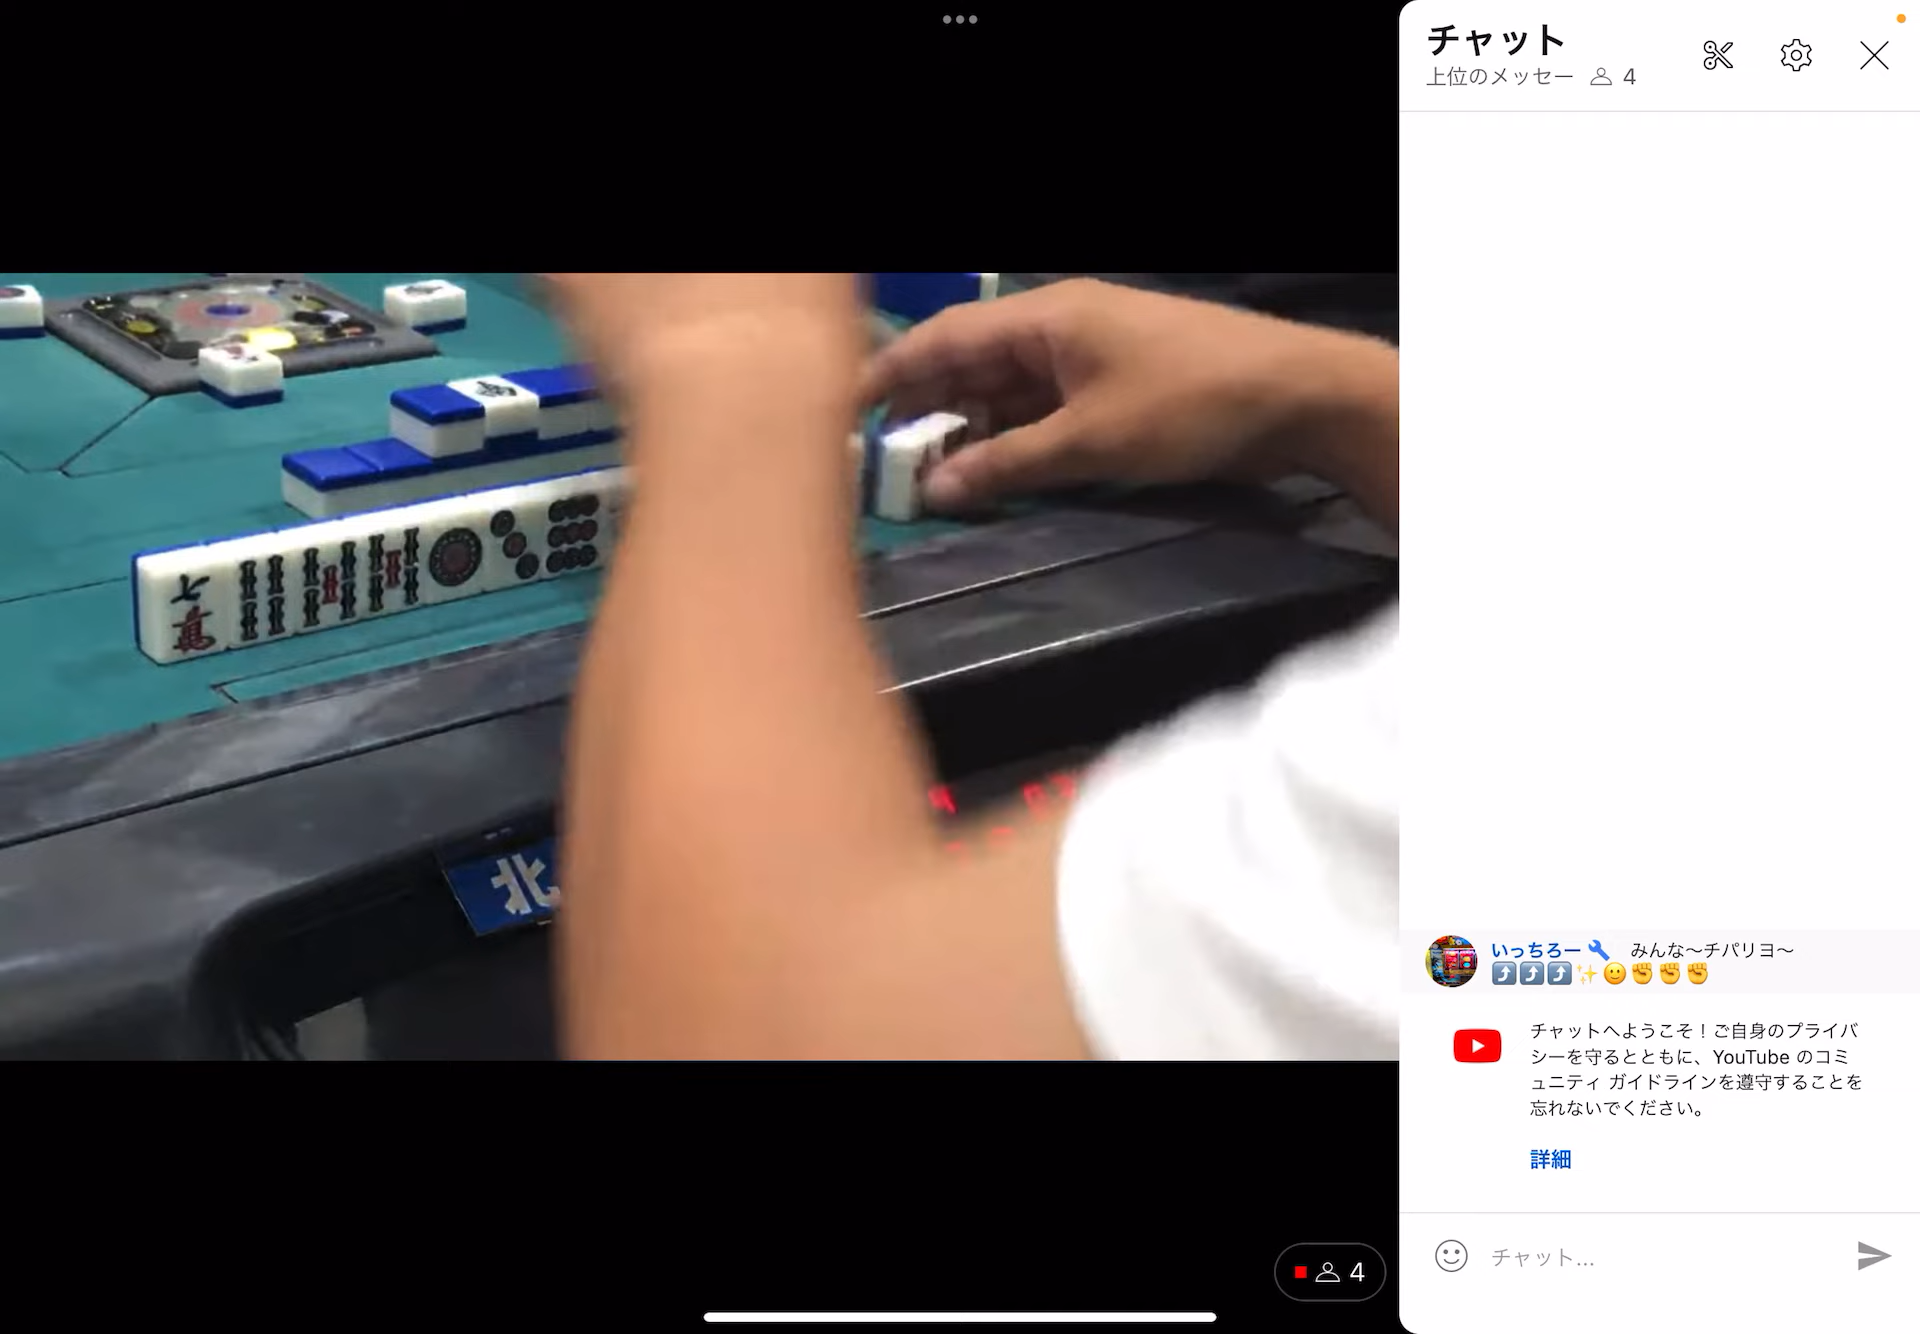 チャット
上位のメッセー 4
七
萬
北
いっちろー みんな〜チバリヨ〜
チャットへようこそ！ご自身のプライバ
シーを守るとともに、YouTube のコミ
ュニティ ガイドラインを遵守することを
忘れないでください。
詳細
チャット...
4